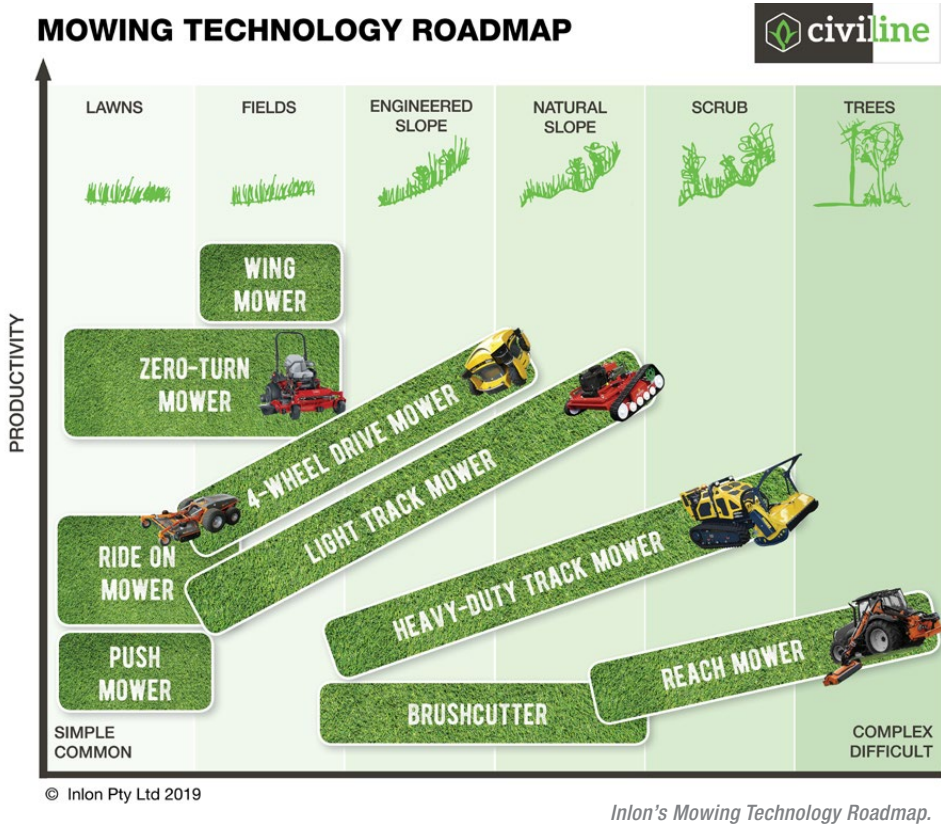 MOWING TECHNOLOGY ROADMAP
civiline
LAWNS
FIELDS
ENGINEERED
SLOPE
NATURAL
SLOPE
SCRUB
TREES
PRODUCTIVITY
WING
MOWER
ZERO-TURN
MOWER
4-WHEEL DRIVE MOWER
LIGHT TRACK MOWER
RIDE ON
MOWER
HEAVY-DUTY TRACK MOWER
PUSH
MOWER
REACH MOWER
BRUSHCUTTER
SIMPLE
COMMON
COMPLEX
DIFFICULT
© Inlon Pty Ltd 2019
Inlon's Mowing Technology Roadmap.